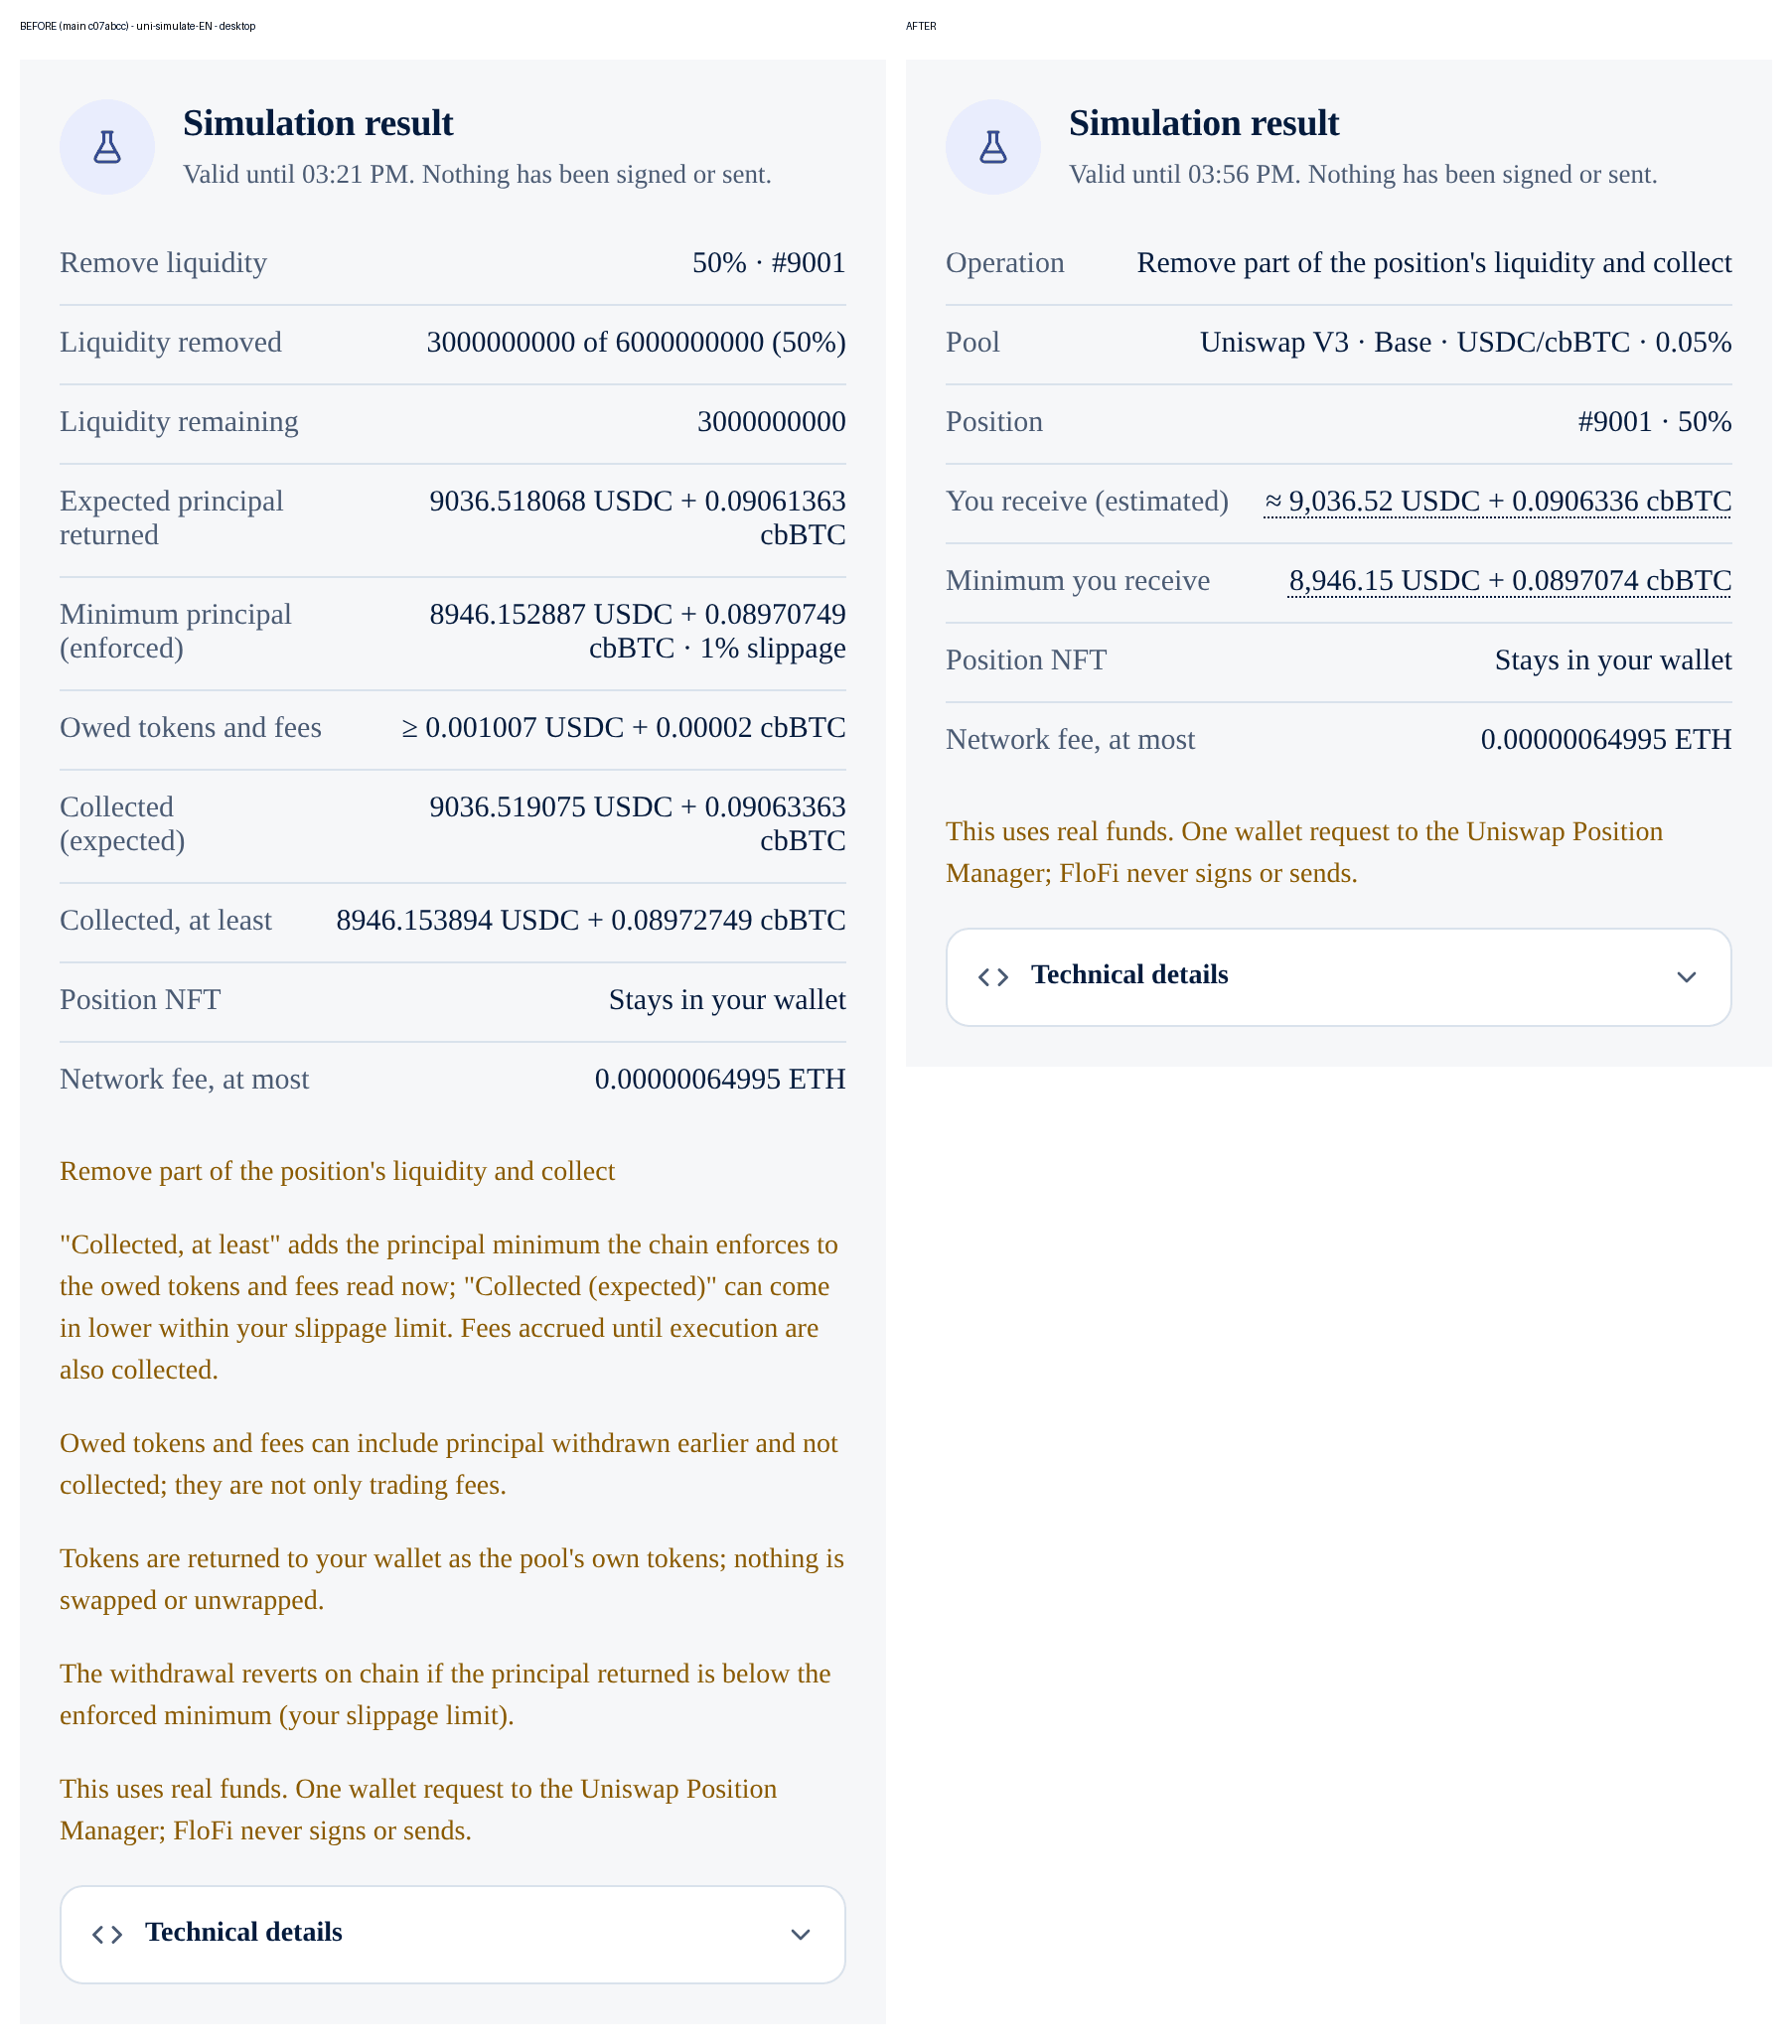 BEFORE (main c07abcc) - uni-simulate-EN - desktop
Simulation result
Valid until 03:21 PM. Nothing has been signed or sent.
Remove liquidity 50% · #9001
Liquidity removed 3000000000 of 6000000000 (50%)
Liquidity remaining 3000000000
Expected principal 9036.518068 USDC + 0.09061363
returned cbBTC
Minimum principal 8946.152887 USDC + 0.08970749
(enforced) cbBTC · 1% slippage
Owed tokens and fees ≥ 0.001007 USDC + 0.00002 cbBTC
Collected 9036.519075 USDC + 0.09063363
(expected) cbBTC
Collected, at least 8946.153894 USDC + 0.08972749 cbBTC
Position NFT Stays in your wallet
Network fee, at most 0.00000064995 ETH
Remove part of the position's liquidity and collect
"Collected, at least" adds the principal minimum the chain enforces to
the owed tokens and fees read now; "Collected (expected)" can come
in lower within your slippage limit. Fees accrued until execution are
also collected.
Owed tokens and fees can include principal withdrawn earlier and not
collected; they are not only trading fees.
Tokens are returned to your wallet as the pool's own tokens; nothing is
swapped or unwrapped.
The withdrawal reverts on chain if the principal returned is below the
enforced minimum (your slippage limit).
This uses real funds. One wallet request to the Uniswap Position
Manager; FloFi never signs or sends.
Technical details
AFTER
Simulation result
Valid until 03:56 PM. Nothing has been signed or sent.
Operation Remove part of the position's liquidity and collect
Pool Uniswap V3 · Base · USDC/cbBTC · 0.05%
Position #9001 · 50%
You receive (estimated) ≈ 9,036.52 USDC + 0.0906336 cbBTC
Minimum you receive 8,946.15 USDC + 0.0897074 cbBTC
Position NFT Stays in your wallet
Network fee, at most 0.00000064995 ETH
This uses real funds. One wallet request to the Uniswap Position
Manager; FloFi never signs or sends.
Technical details